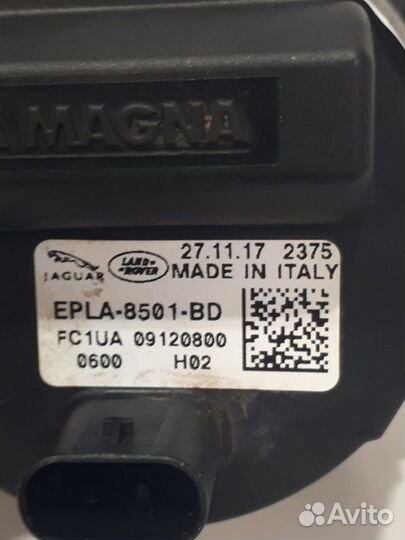 A MAGNA
JAGUAR
LAND-
-ROVER
27.11.17 2375
MADE IN ITALY
EPLA-8501-BD
FC1UA 09120800
0600 H02
Avito